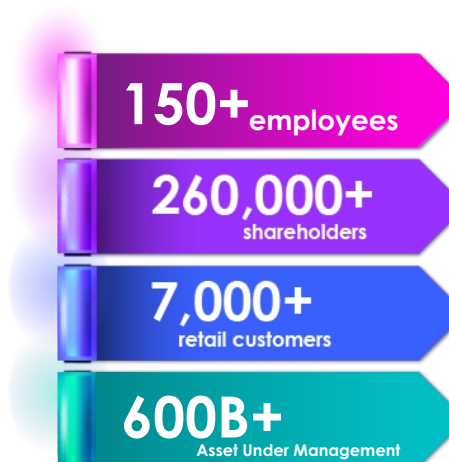 150+ employees
260,000+
shareholders
7,000+
retail customers
600B+
Asset Under Management